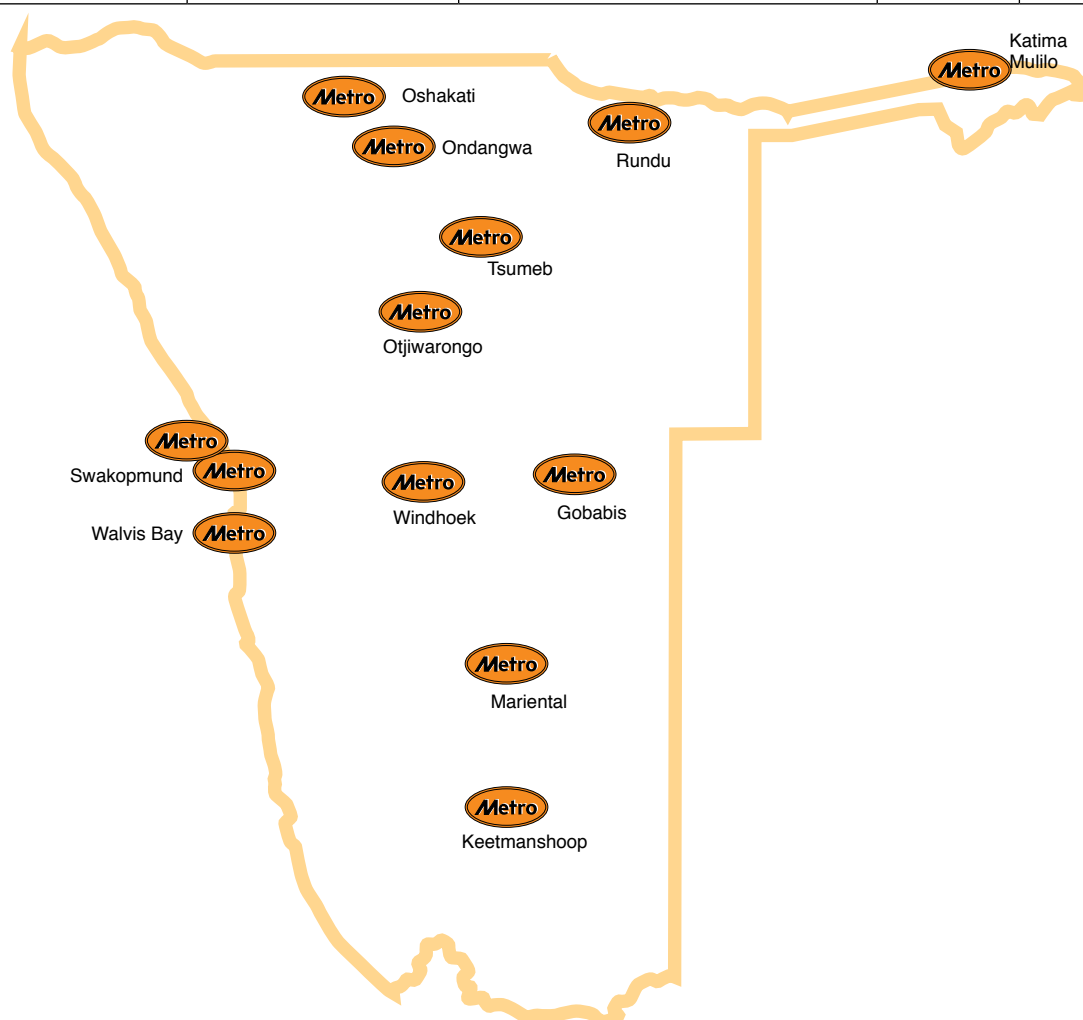 Katima
Mulilo
Metro
Metro
Oshakati
Metro
Rundu
Metro
Ondangwa
Metro
Tsumeb
Metro
Otjiwarongo
Metro
Metro
Swakopmund
Metro
Windhoek
Metro
Gobabis
Walvis Bay
Metro
Metro
Mariental
Metro
Keetmanshoop